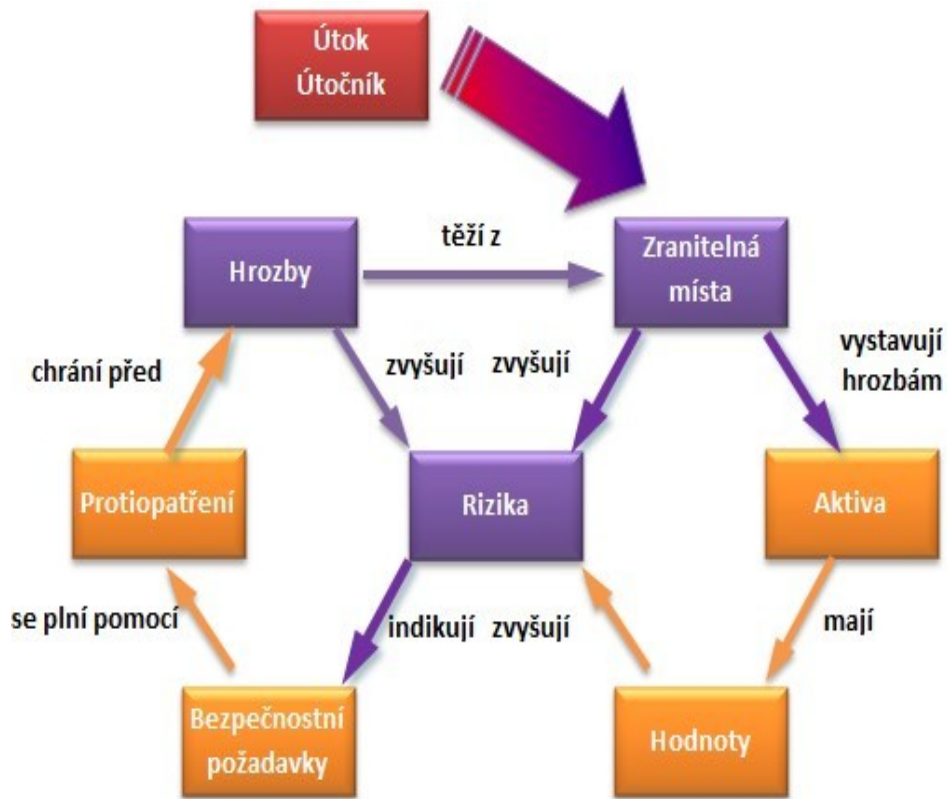 Útok
Útočník
těží z
Hrozby
Zranitelná
místa
chrání před
zvyšují
zvyšují
vystavují
hrozbám
Protiopatření
Rizika
Aktiva
se plní pomocí
indikují
zvyšují
mají
Bezpečnostní
požadavky
Hodnoty